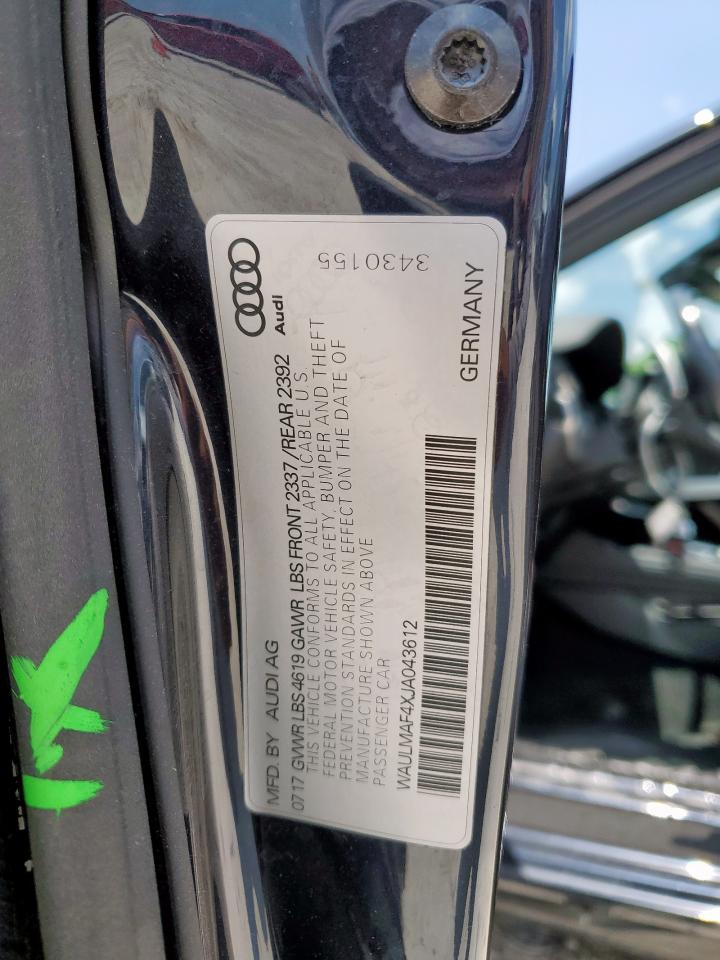 Audi
3430155
GERMANY
MFD. BY AUDI AG
0717 GVWR LBS 4619 GAWR LBS FRONT 2337/REAR 2392
THIS VEHICLE CONFORMS TO ALL APPLICABLE U S
FEDERAL MOTOR VEHICLE SAFETY, BUMPER AND THEFT
PREVENTION STANDARDS IN EFFECT ON THE DATE OF
MANUFACTURE SHOWN ABOVE
PASSENGER CAR
WAULMAF4XJA043612